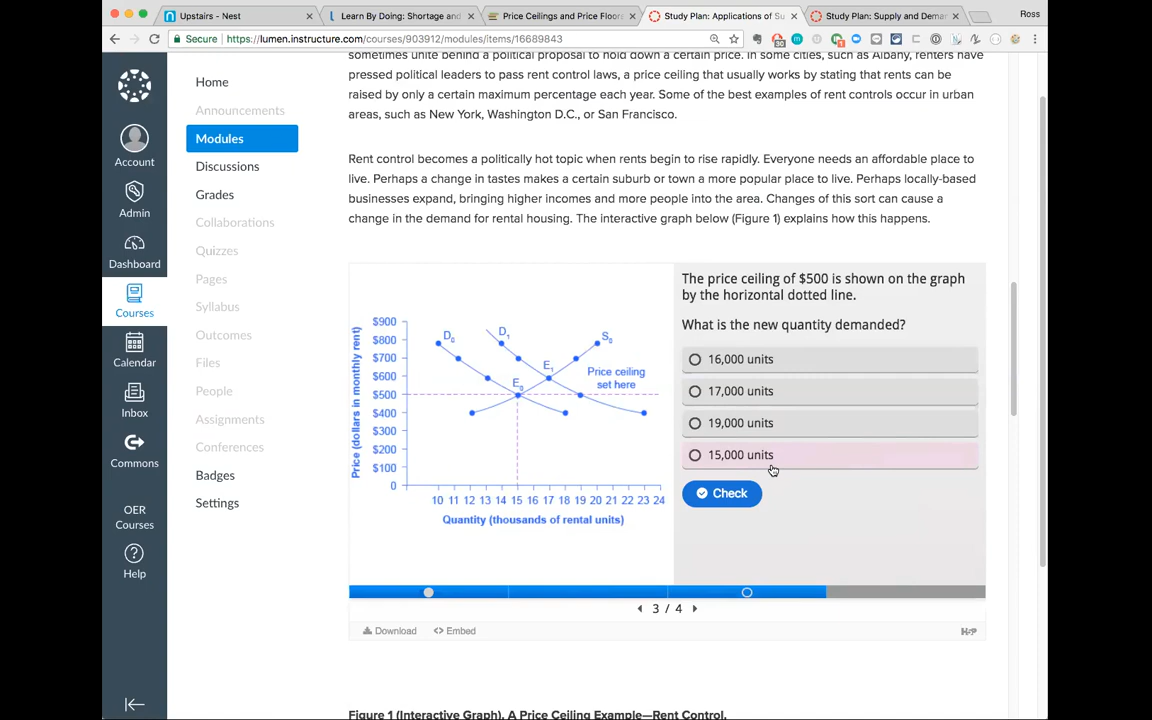 Upstairs - Nest
Learn By Doing: Shortage and
Price Ceilings and Price Floors
Study Plan: Applications of Su
Study Plan: Supply and Deman
Ross
Secure
https://lumen.instructure.com/courses/903912/modules/items/16689843
Home
Announcements
Modules
Discussions
Grades
Collaborations
Quizzes
Pages
Syllabus
Outcomes
Files
People
Assignments
Conferences
Badges
Settings
Account
Admin
Dashboard
Courses
Calendar
Inbox
Commons
OER
Courses
Help
sometimes unite behind a political proposal to hold down a certain price. In some cities, such as Albany, renters have
pressed political leaders to pass rent control laws, a price ceiling that usually works by stating that rents can be
raised by only a certain maximum percentage each year. Some of the best examples of rent controls occur in urban
areas, such as New York, Washington D.C., or San Francisco.
Rent control becomes a politically hot topic when rents begin to rise rapidly. Everyone needs an affordable place to
live. Perhaps a change in tastes makes a certain suburb or town a more popular place to live. Perhaps locally-based
businesses expand, bringing higher incomes and more people into the area. Changes of this sort can cause a
change in the demand for rental housing. The interactive graph below (Figure 1) explains how this happens.
Price (dollars in monthly rent)
$900
$800
$700
$600
$500
$400
$300
$200
$100
0
D0
D1
S0
E1
E0
Price ceiling
set here
10 11 12 13 14 15 16 17 18 19 20 21 22 23 24
Quantity (thousands of rental units)
The price ceiling of $500 is shown on the graph
by the horizontal dotted line.
What is the new quantity demanded?
16,000 units
17,000 units
19,000 units
15,000 units
Check
3 / 4
Download
<> Embed
H5P
Figure 1 (Interactive Graph). A Price Ceiling Example—Rent Control.